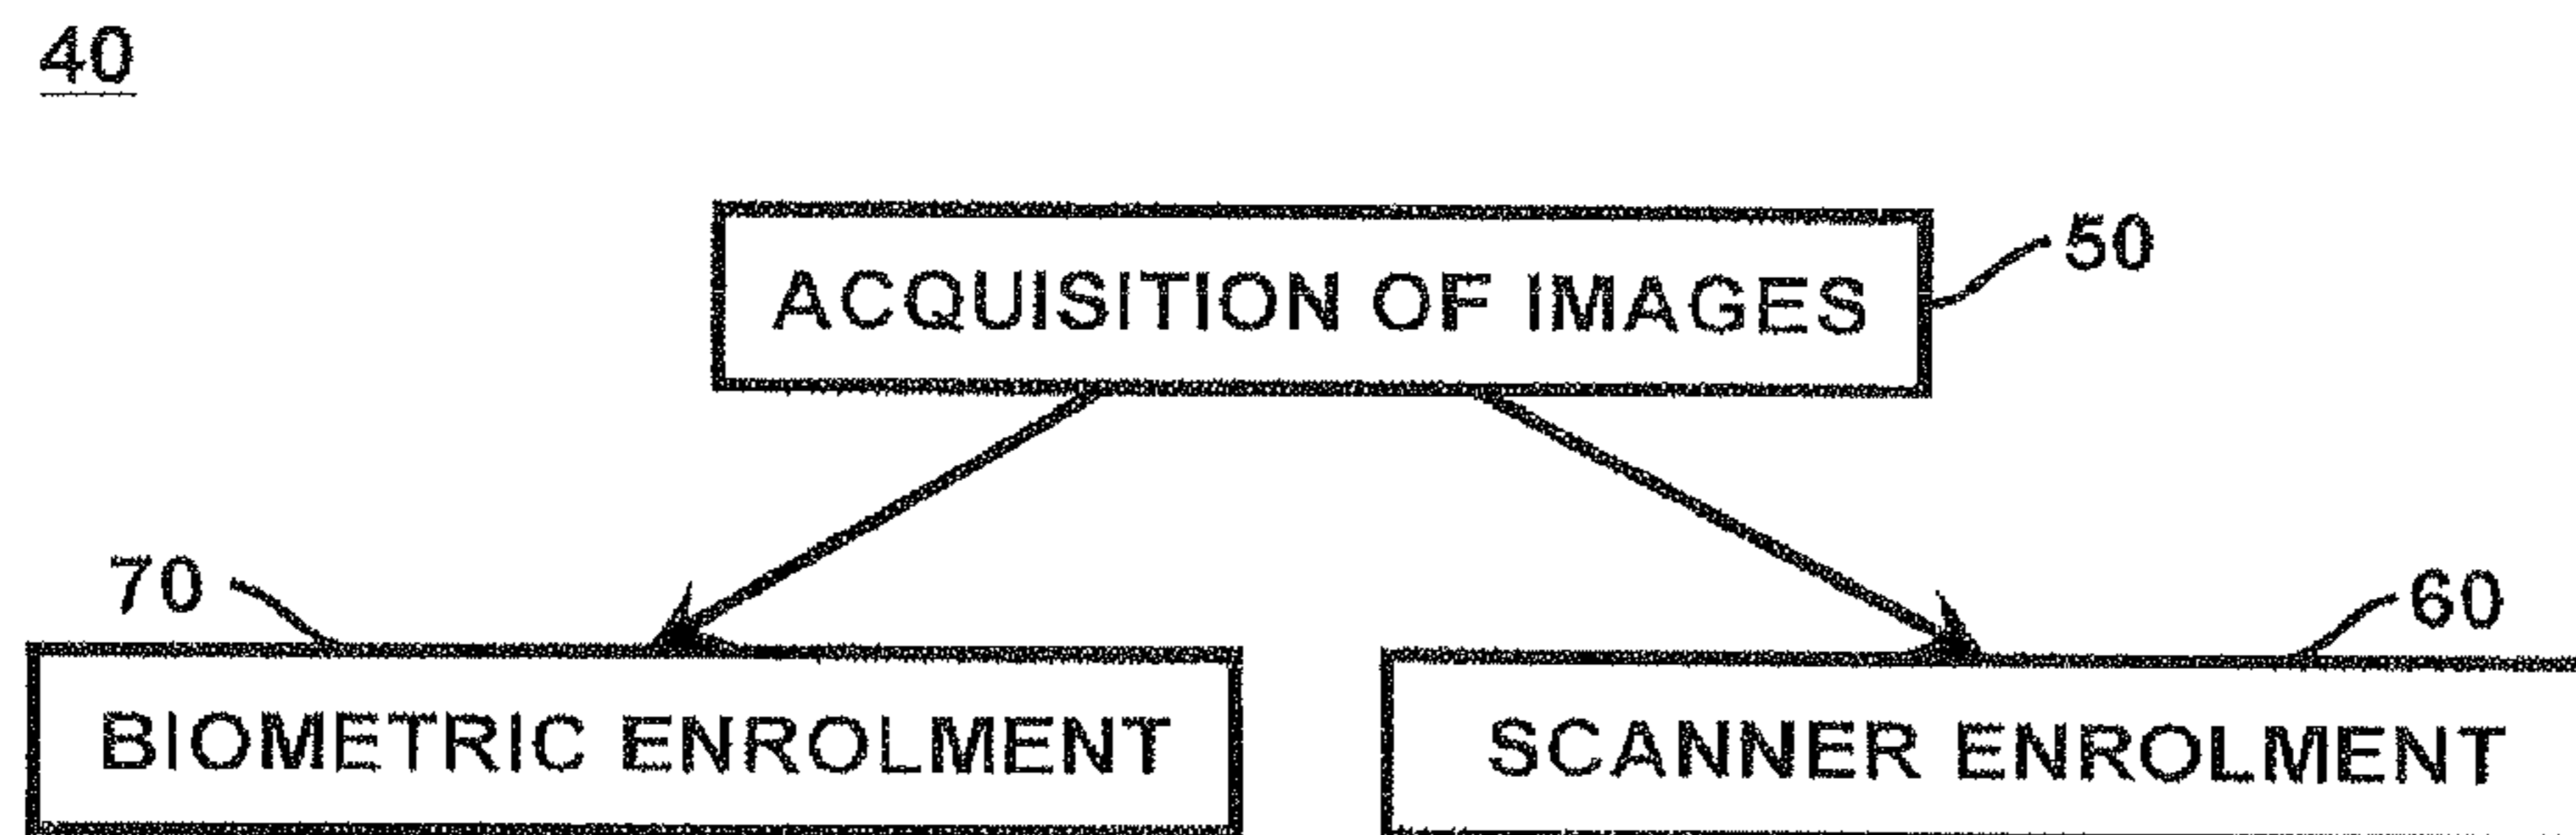 40
ACQUISITION OF IMAGES 50
70 60
BIOMETRIC ENROLMENT SCANNER ENROLMENT